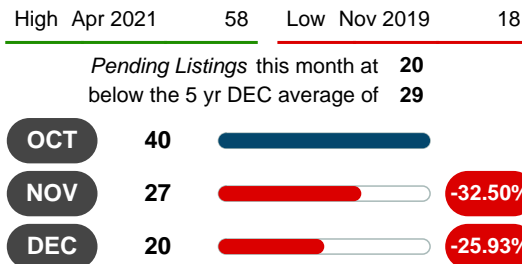 High Apr 2021 58 Low Nov 2019 18
Pending Listings this month at 20
below the 5 yr DEC average of 29
OCT 40
NOV 27 -32.50%
DEC 20 -25.93%